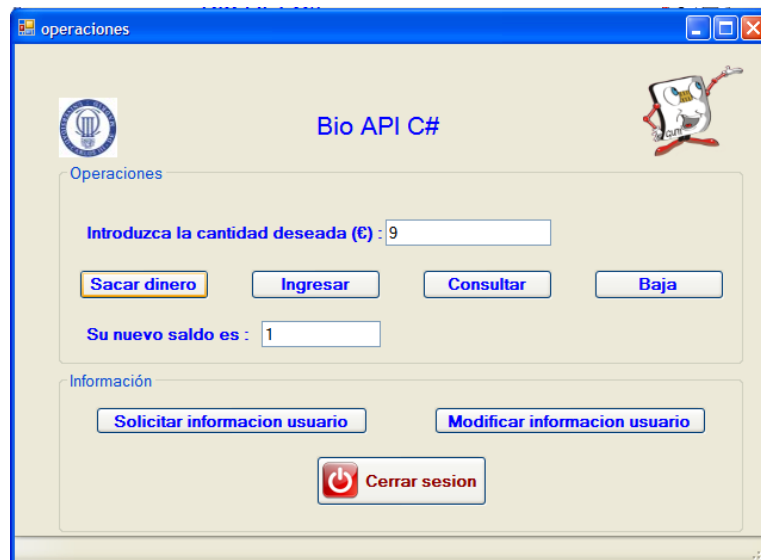 operaciones
Bio API C#
Operaciones
Introduzca la cantidad deseada (€) : 9
Sacar dinero Ingresar Consultar Baja
Su nuevo saldo es : 1
Información
Solicitar informacion usuario Modificar informacion usuario
Cerrar sesion